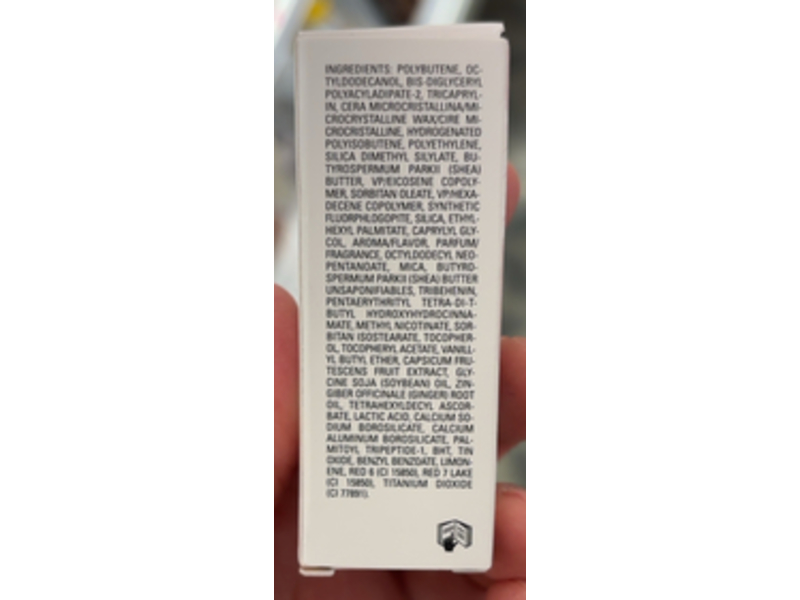 INGREDIENTS: POLYBUTENE, OC-
TYLDODECANOL, BIS-DIGLYCERYL
POLYACYLADIPATE-2, TRICAPRYL-
IN, CERA MICROCRISTALLINA/MI-
CROCRYSTALLINE WAX/CIRE MI-
CROCRISTALLINE, HYDROGENATED
POLYISOBUTENE, POLYETHYLENE,
SILICA DIMETHYL SILYLATE, BU-
TYROSPERMUM PARKII (SHEA)
BUTTER, VP/EICOSENE COPOLY-
MER, SORBITAN OLEATE, VP/HEXA-
DECENE COPOLYMER, SYNTHETIC
FLUORPHLOGOPITE, SILICA, ETHYL-
HEXYL PALMITATE, CAPRYLYL GLY-
COL, AROMA/FLAVOR, PARFUM/
FRAGRANCE, OCTYLDODECYL NEO-
PENTANOATE, MICA, BUTYRO-
SPERMUM PARKII (SHEA) BUTTER
UNSAPONIFIABLES, TRIBEHENIN,
PENTAERYTHRITYL TETRA-DI-T-
BUTYL HYDROXYHYDROCINNA-
MATE, METHYL NICOTINATE, SOR-
BITAN ISOSTEARATE, TOCOPHER-
OL, TOCOPHERYL ACETATE, VANILL-
YL BUTYL ETHER, CAPSICUM FRU-
TESCENS FRUIT EXTRACT, GLY-
CINE SOJA (SOYBEAN) OIL, ZIN-
GIBER OFFICINALE (GINGER) ROOT
OIL, TETRAHEXYLDECYL ASCOR-
BATE, LACTIC ACID, CALCIUM SO-
DIUM BOROSILICATE, CALCIUM
ALUMINUM BOROSILICATE, PAL-
MITOYL TRIPEPTIDE-1, BHT, TIN
OXIDE, BENZYL BENZOATE, LIMON-
ENE, RED 6 (CI 15850), RED 7 LAKE
(CI 15850), TITANIUM DIOXIDE
(CI 77891).